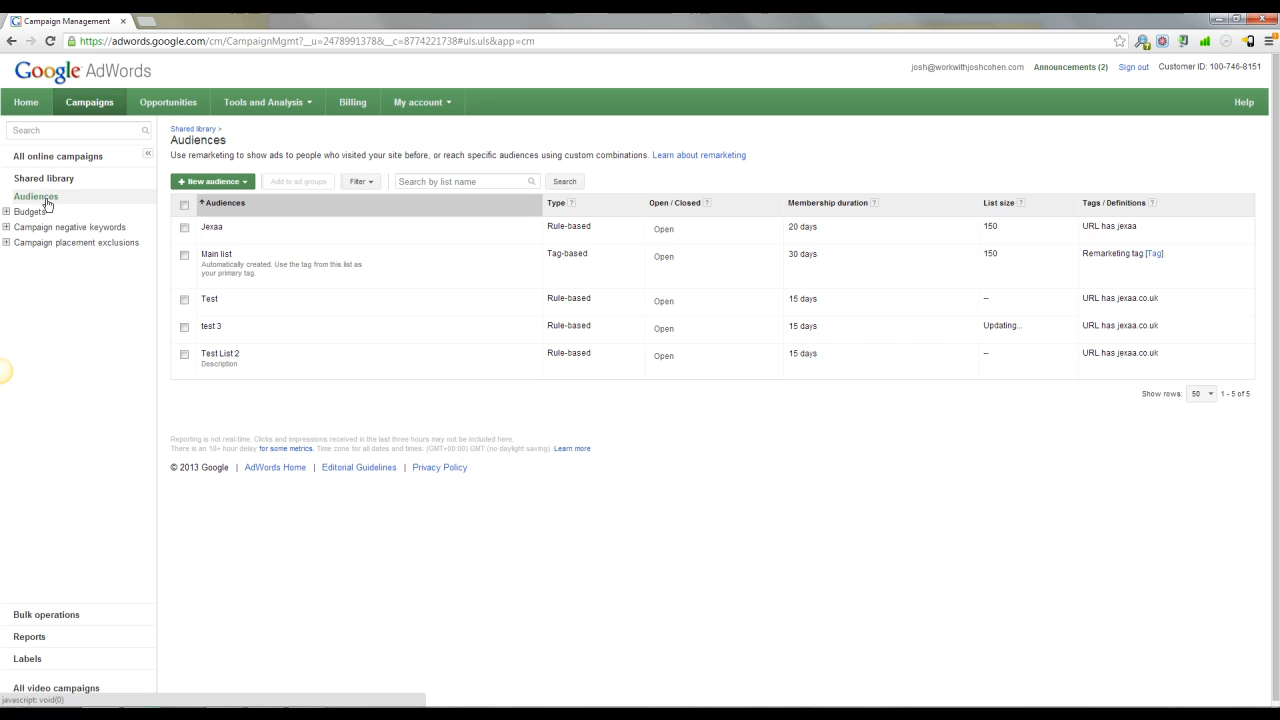 Campaign Management
https://adwords.google.com/cm/CampaignMgmt?__u=2478991378&__c=8774221738#uls.uls&app=cm
Google AdWords
josh@workwithjoshcohen.com Announcements (2) Sign out Customer ID: 100-746-8151
Home Campaigns Opportunities Tools and Analysis Billing My account Help
Search
All online campaigns
Shared library
Audiences
Budgets
Campaign negative keywords
Campaign placement exclusions
Bulk operations
Reports
Labels
All video campaigns
javascript: void(0)
Shared library >
Audiences
Use remarketing to show ads to people who visited your site before, or reach specific audiences using custom combinations. Learn about remarketing
+ New audience Add to ad groups Filter Search by list name Search
Audiences Type ? Open / Closed ? Membership duration ? List size ? Tags / Definitions ?
Jexaa Rule-based Open 20 days 150 URL has jexaa
Main list Tag-based Open 30 days 150 Remarketing tag [Tag]
Automatically created. Use the tag from this list as
your primary tag.
Test Rule-based Open 15 days -- URL has jexaa.co.uk
test 3 Rule-based Open 15 days Updating... URL has jexaa.co.uk
Test List 2 Rule-based Open 15 days -- URL has jexaa.co.uk
Description
Show rows: 50 1 - 5 of 5
Reporting is not real-time. Clicks and impressions received in the last three hours may not be included here.
There is an 18+ hour delay for some metrics. Time zone for all dates and times: (GMT+00:00) GMT (no daylight saving) Learn more
© 2013 Google | AdWords Home | Editorial Guidelines | Privacy Policy